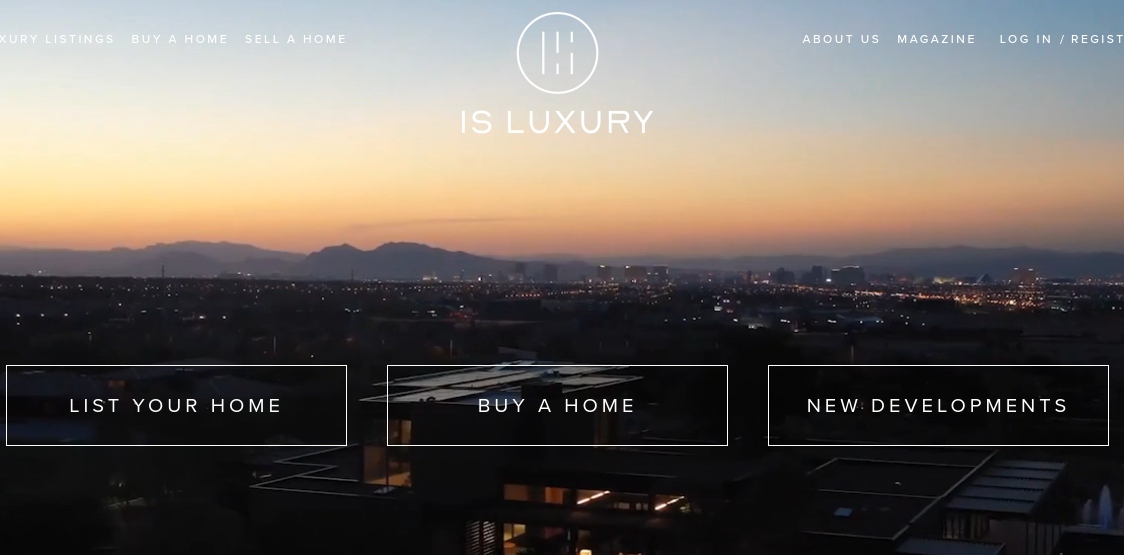 XURY LISTINGS BUY A HOME SELL A HOME
ABOUT US MAGAZINE LOG IN / REGIST
IS LUXURY
LIST YOUR HOME
BUY A HOME
NEW DEVELOPMENTS